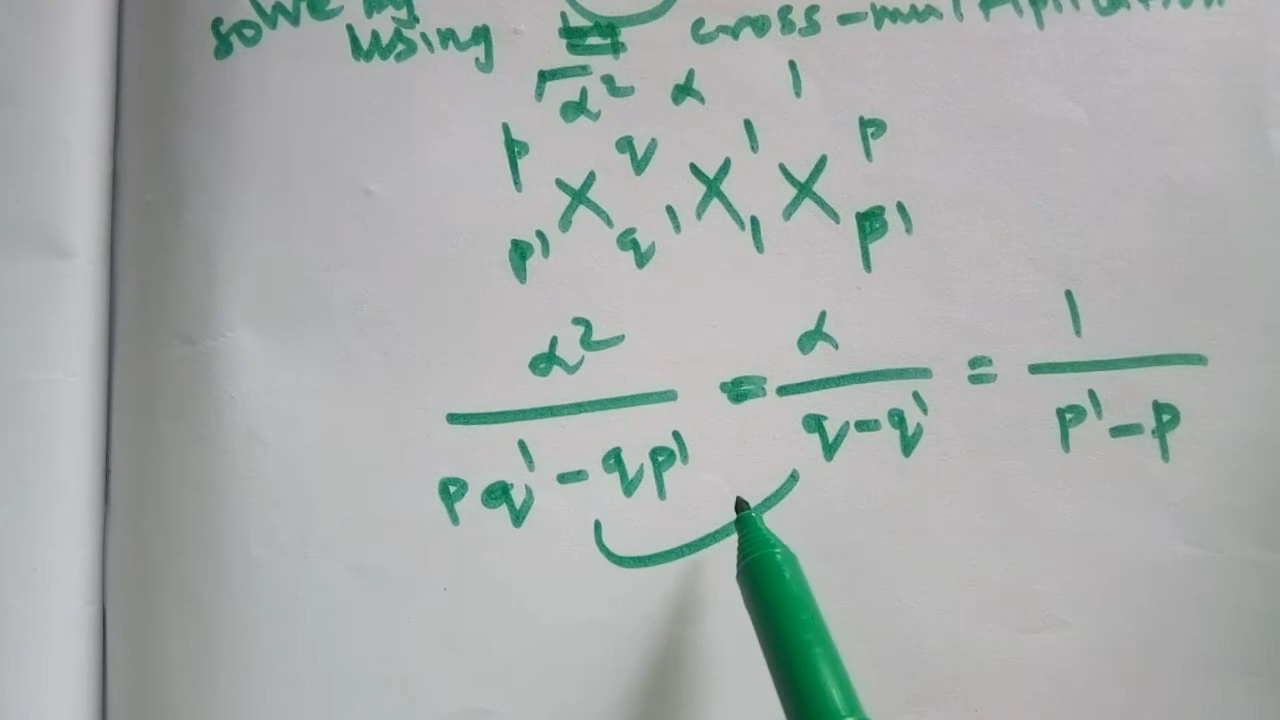 solve by
using cross-multiplication
α² α 1
p q 1 p
X X X
p' q' 1 p'
α² / pq' - qp' = α / q - q' = 1 / p' - p